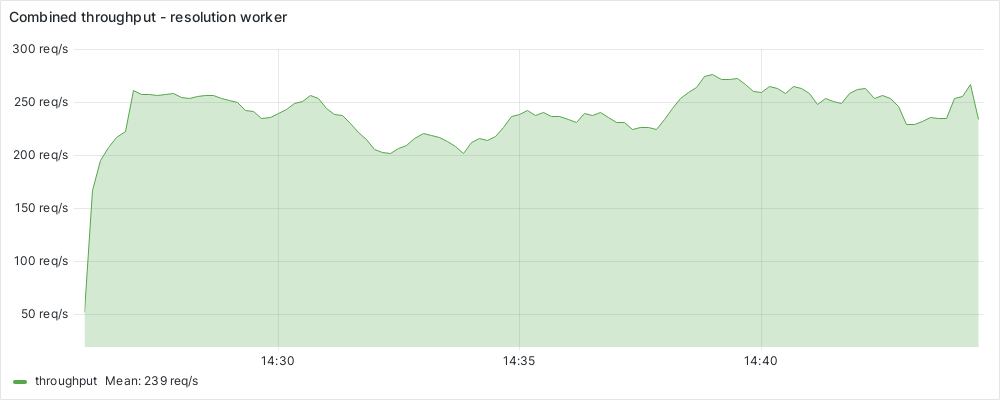 Combined throughput - resolution worker
300 req/s
250 req/s
200 req/s
150 req/s
100 req/s
50 req/s
14:30 14:35 14:40
throughput Mean: 239 req/s